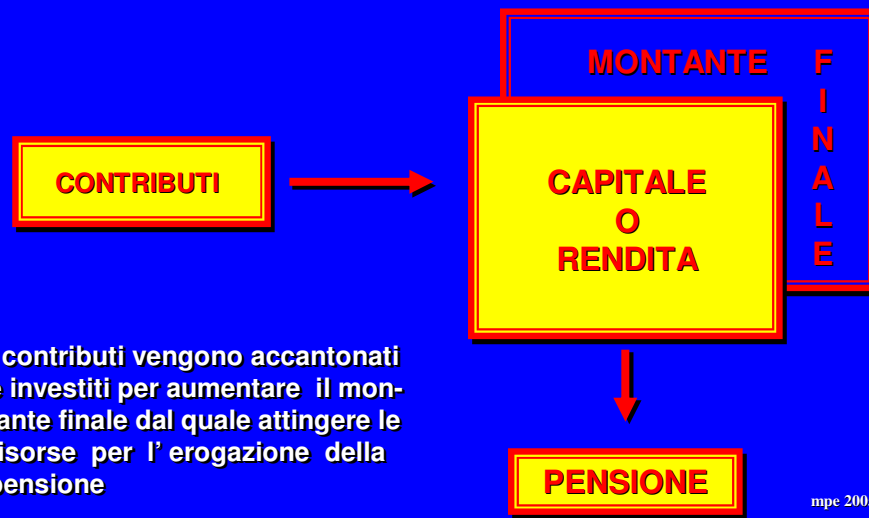 MONTANTE
FINALE
CONTRIBUTI
CAPITALE
O
RENDITA
contributi vengono accantonati
e investiti per aumentare il mon-
ante finale dal quale attingere le
isorse per l' erogazione della
pensione
PENSIONE
mpe 200